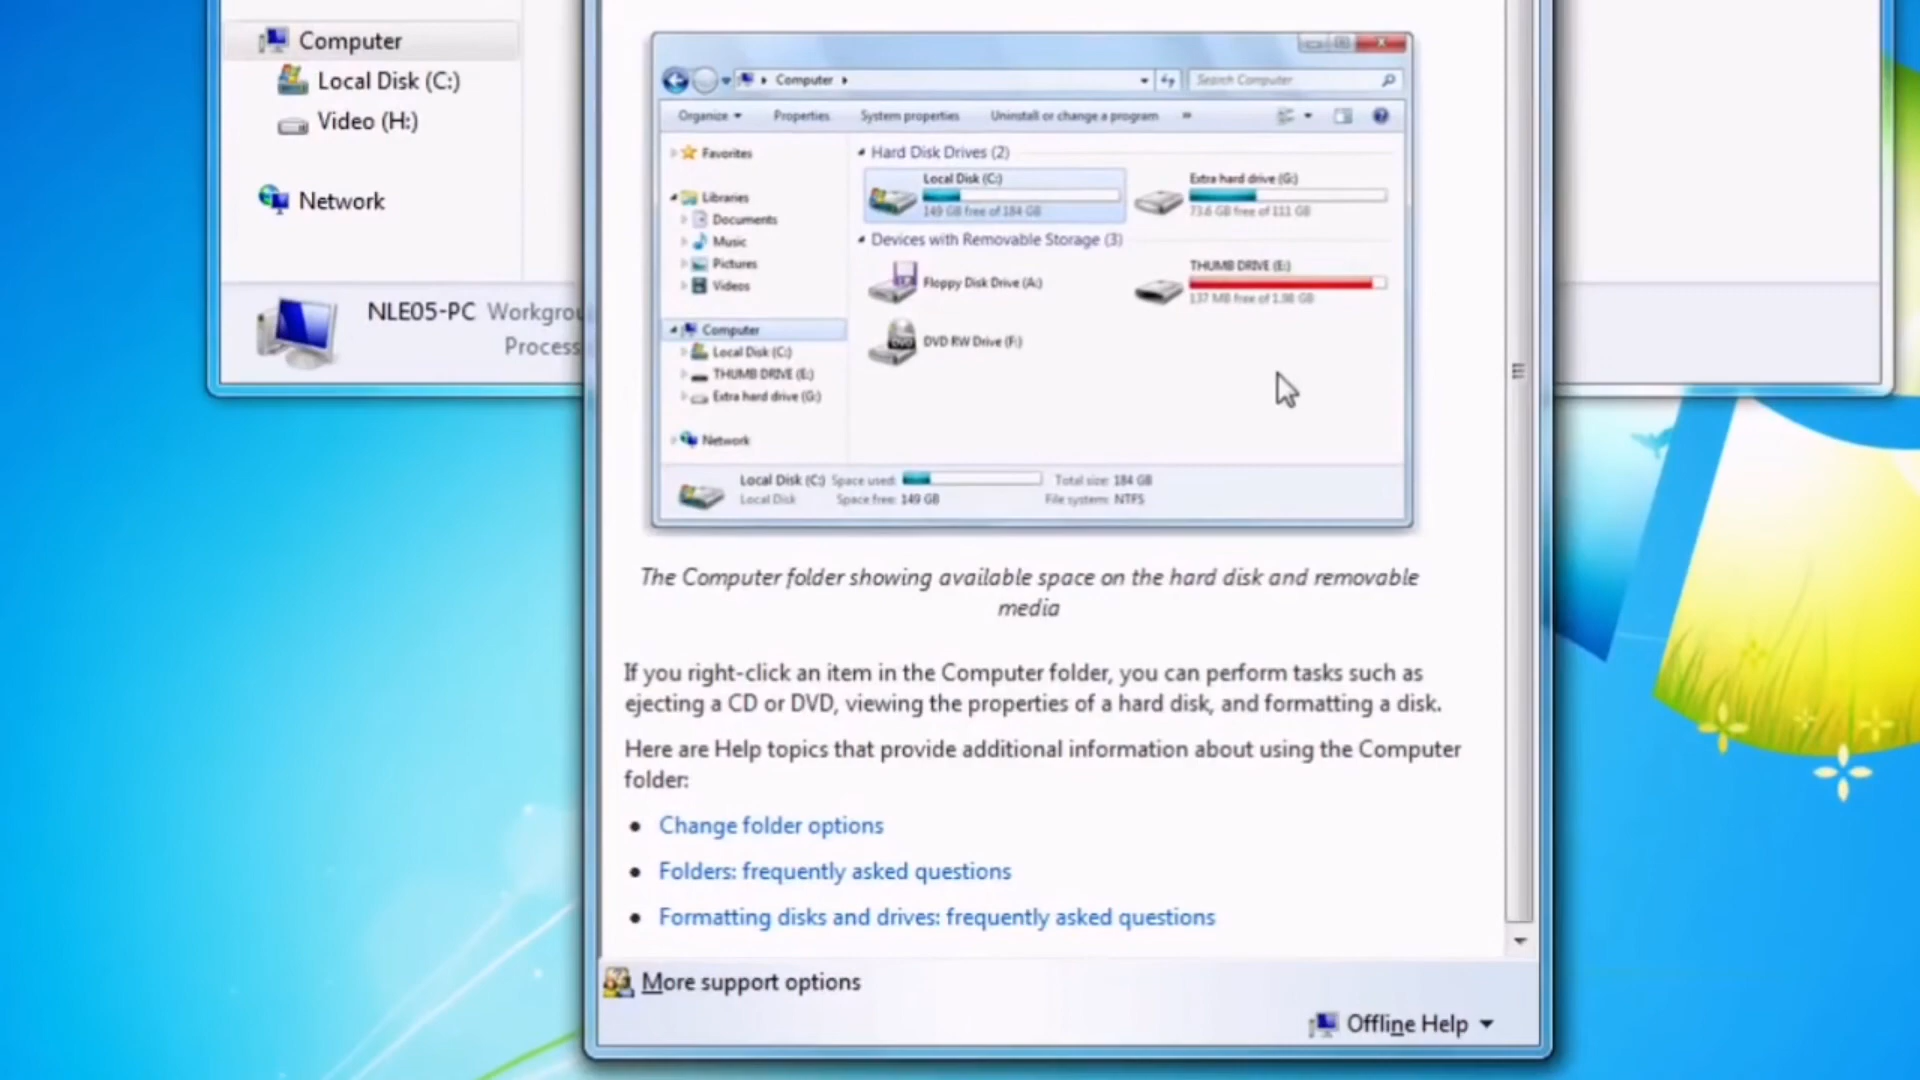 Computer
Local Disk (C:)
Video (H:)
Network
NLE05-PC Workgrou
Process
Computer
Search Computer
Organize Properties System properties Uninstall or change a program »
Favorites
Libraries
Documents
Music
Pictures
Videos
Computer
Local Disk (C:)
THUMB DRIVE (E:)
Extra hard drive (G:)
Network
Hard Disk Drives (2)
Local Disk (C:)
149 GB free of 184 GB
Extra hard drive (G:)
73.6 GB free of 111 GB
Devices with Removable Storage (3)
Floppy Disk Drive (A:)
THUMB DRIVE (E:)
137 MB free of 1.98 GB
DVD
DVD RW Drive (F:)
Local Disk (C:) Space used: Total size: 184 GB
Local Disk Space free: 149 GB File system: NTFS
The Computer folder showing available space on the hard disk and removable
media
If you right-click an item in the Computer folder, you can perform tasks such as
ejecting a CD or DVD, viewing the properties of a hard disk, and formatting a disk.
Here are Help topics that provide additional information about using the Computer
folder:
• Change folder options
• Folders: frequently asked questions
• Formatting disks and drives: frequently asked questions
More support options
Offline Help